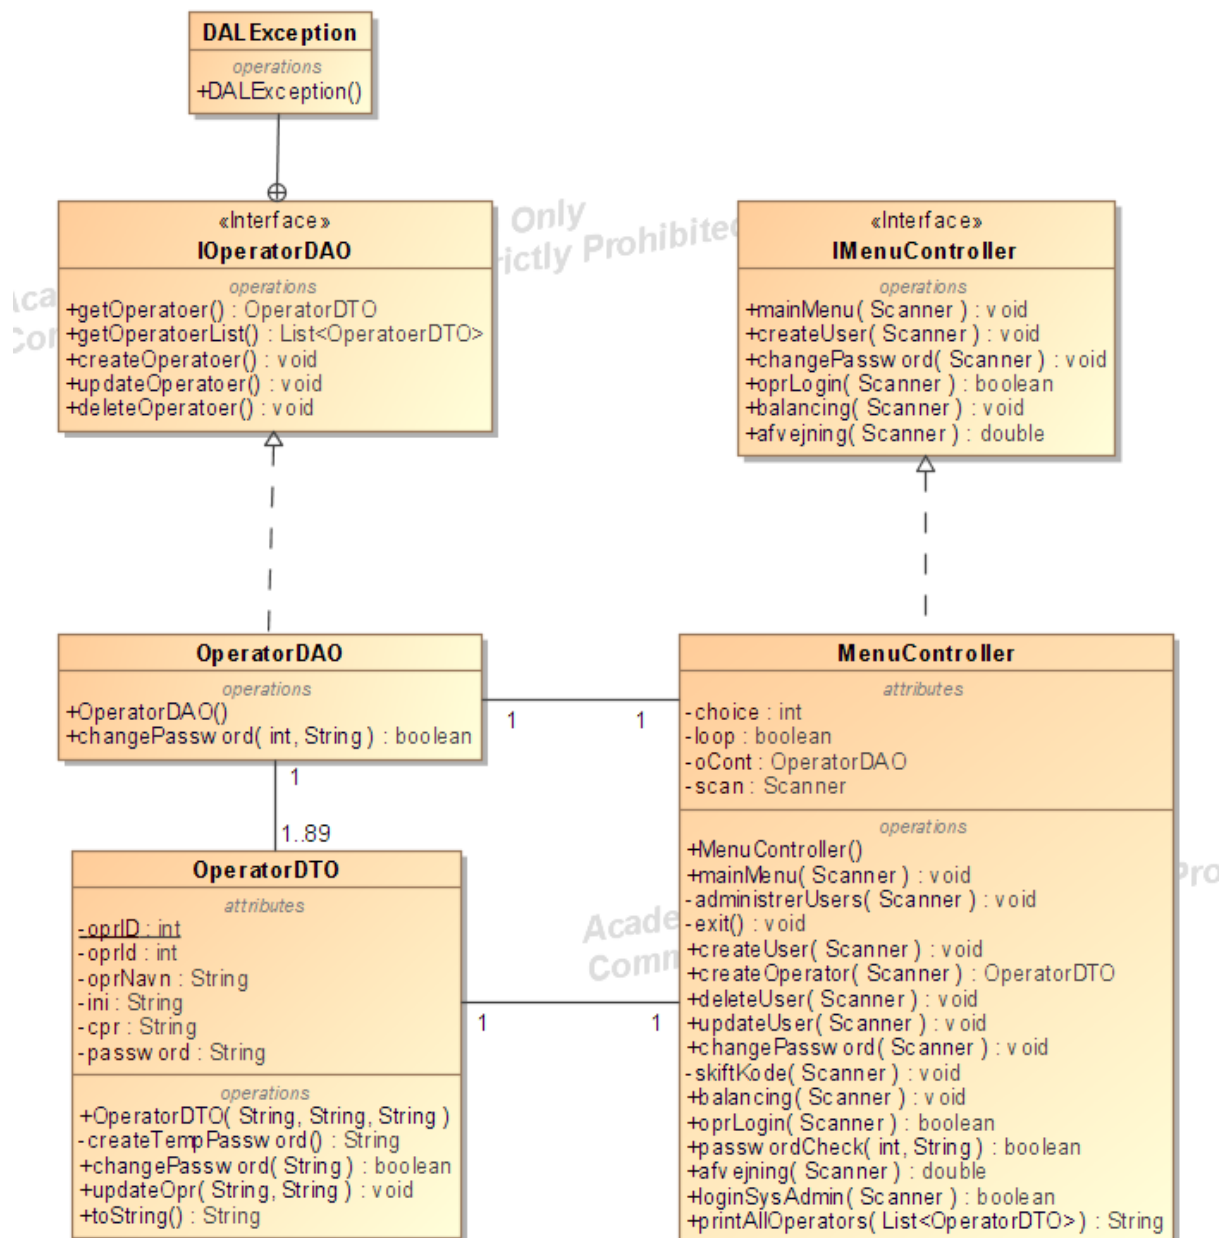 DALException
operations
+DALException()
«Interface»
IOperatorDAO
operations
+getOperatoer() : OperatorDTO
+getOperatoerList() : List<OperatoerDTO>
+createOperatoer() : void
+updateOperatoer() : void
+deleteOperatoer() : void
Only
rictly Prohibited
«Interface»
IMenuController
operations
+mainMenu( Scanner ) : void
+createUser( Scanner ) : void
+changePassword( Scanner ) : void
+oprLogin( Scanner ) : boolean
+balancing( Scanner ) : void
+afvejning( Scanner ) : double
OperatorDAO
operations
+OperatorDAO()
+changePassword( int, String ) : boolean
1
1
1
1..89
OperatorDTO
attributes
-oprID : int
-oprId : int
-oprNavn : String
-ini : String
-cpr : String
-password : String
operations
+OperatorDTO( String, String, String )
-createTempPassword() : String
+changePassword( String ) : boolean
+updateOpr( String, String ) : void
+toString() : String
1
1
MenuController
attributes
-choice : int
-loop : boolean
-oCont : OperatorDAO
-scan : Scanner
operations
+MenuController()
+mainMenu( Scanner ) : void
-administrerUsers( Scanner ) : void
-exit() : void
+createUser( Scanner ) : void
+createOperator( Scanner ) : OperatorDTO
+deleteUser( Scanner ) : void
+updateUser( Scanner ) : void
+changePassword( Scanner ) : void
-skiftKode( Scanner ) : void
+balancing( Scanner ) : void
+oprLogin( Scanner ) : boolean
+passwordCheck( int, String ) : boolean
+afvejning( Scanner ) : double
+loginSysAdmin( Scanner ) : boolean
+printAllOperators( List<OperatorDTO> ) : String
Acade
Comm
Pro